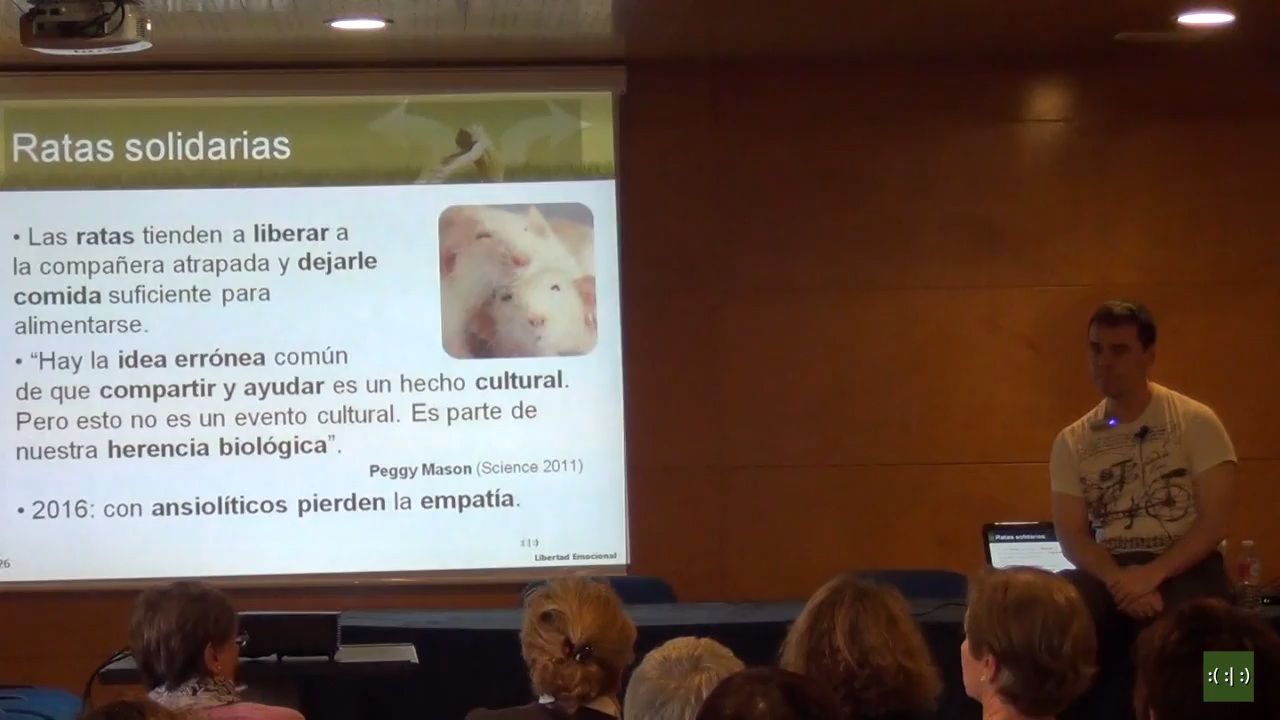 Ratas solidarias
• Las ratas tienden a liberar a
la compañera atrapada y dejarle
comida suficiente para
alimentarse.
• “Hay la idea errónea común
de que compartir y ayudar es un hecho cultural.
Pero esto no es un evento cultural. Es parte de
nuestra herencia biológica”.
Peggy Mason (Science 2011)
• 2016: con ansiolíticos pierden la empatía.
26
Libertad Emocional
Ratas solidarias
:( :| :)